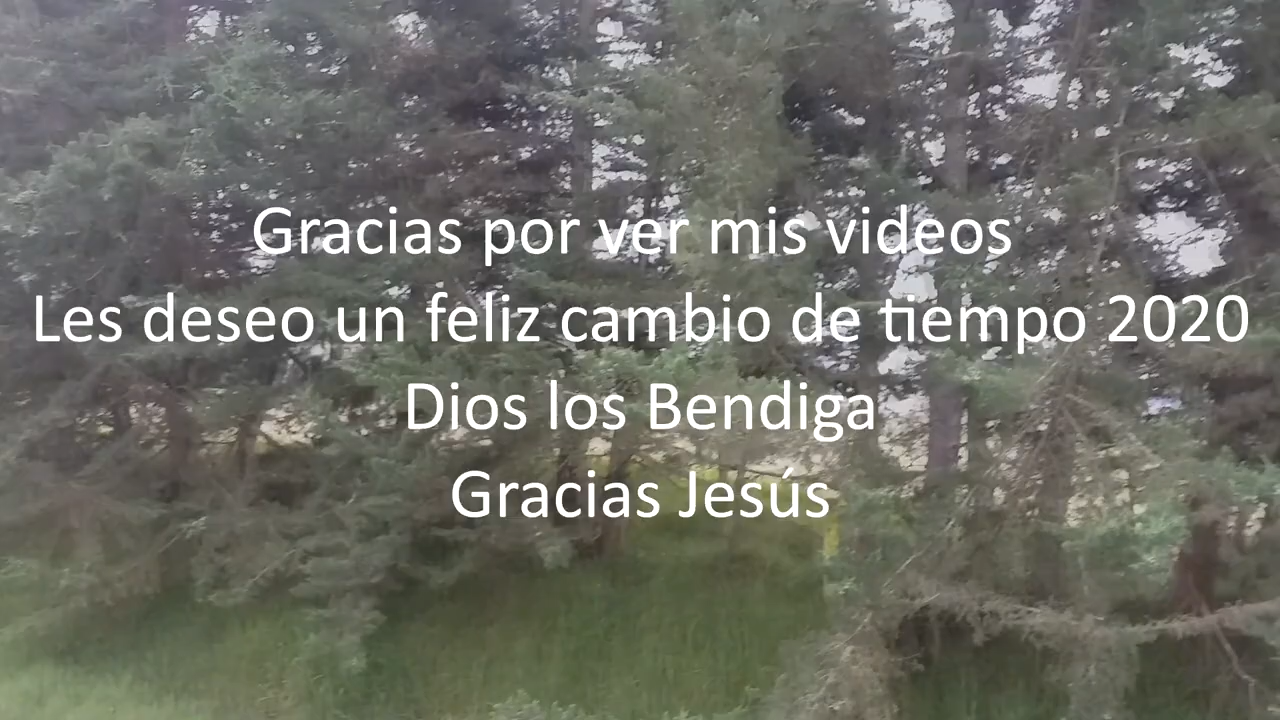 Gracias por ver mis videos
Les deseo un feliz cambio de tiempo 2020
Dios los Bendiga
Gracias Jesús